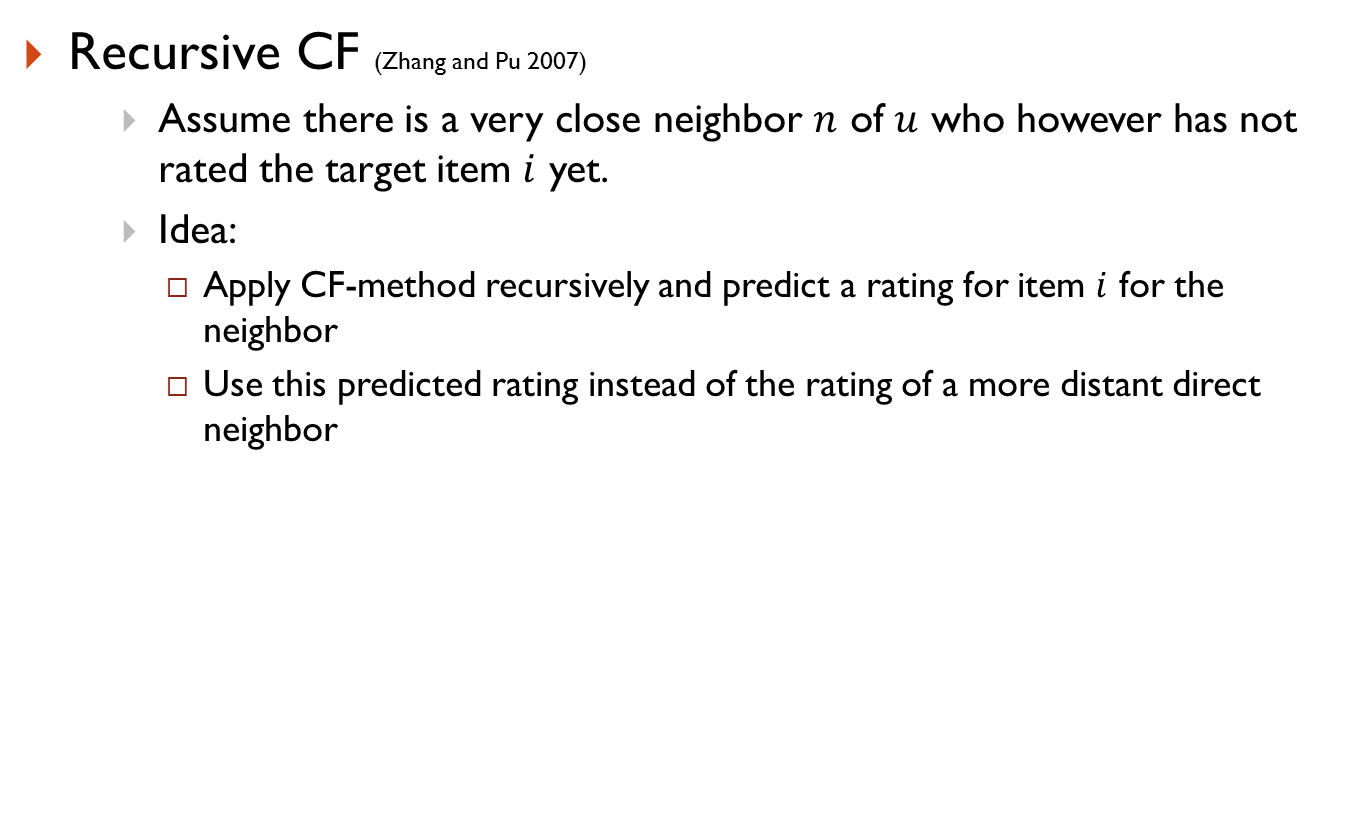 Recursive CF (Zhang and Pu 2007)
Assume there is a very close neighbor n of u who however has not
rated the target item i yet.
Idea:
Apply CF-method recursively and predict a rating for item i for the
neighbor
Use this predicted rating instead of the rating of a more distant direct
neighbor